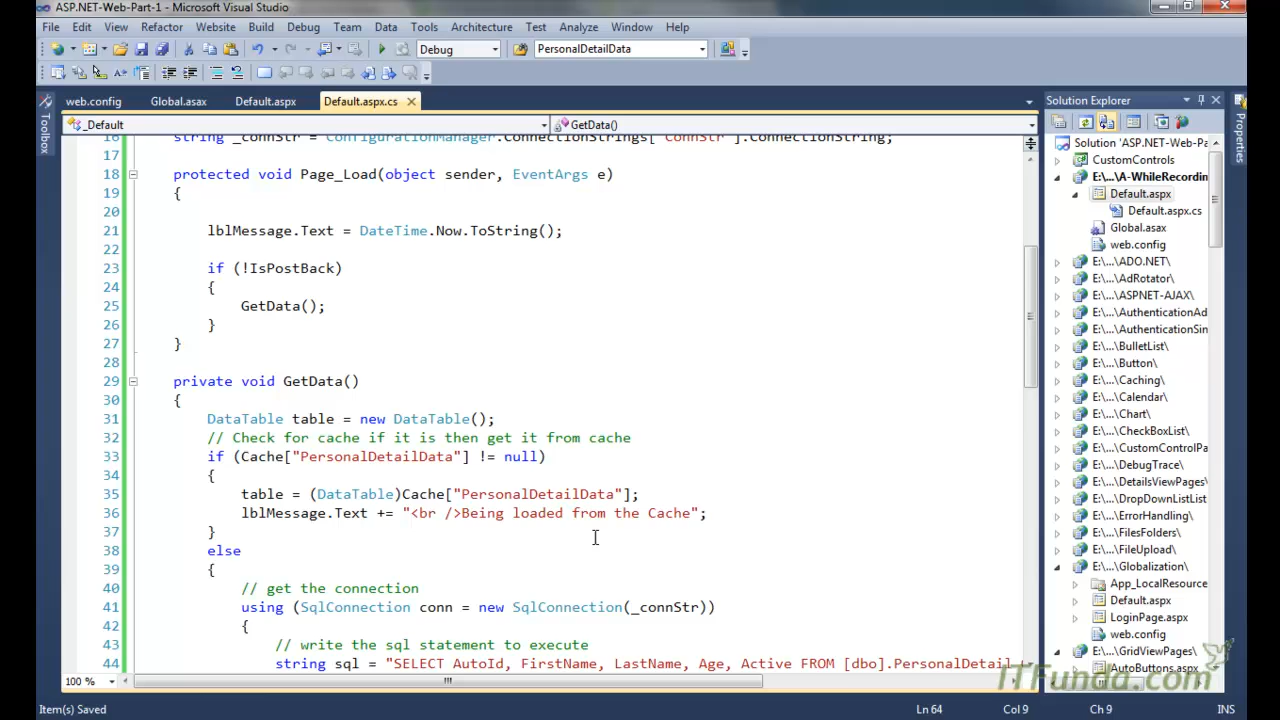 ASP.NET-Web-Part-1 - Microsoft Visual Studio
File Edit View Refactor Website Build Debug Team Data Tools Architecture Test Analyze Window Help
Debug PersonalDetailData
web.config Global.asax Default.aspx Default.aspx.cs
Solution Explorer
Toolbox
Properties
_Default GetData()
16 string _connStr = ConfigurationManager.ConnectionStrings["ConnStr"].ConnectionString;
17
18 protected void Page_Load(object sender, EventArgs e)
19 {
20
21 lblMessage.Text = DateTime.Now.ToString();
22
23 if (!IsPostBack)
24 {
25 GetData();
26 }
27 }
28
29 private void GetData()
30 {
31 DataTable table = new DataTable();
32 // Check for cache if it is then get it from cache
33 if (Cache["PersonalDetailData"] != null)
34 {
35 table = (DataTable)Cache["PersonalDetailData"];
36 lblMessage.Text += "<br />Being loaded from the Cache";
37 }
38 else
39 {
40 // get the connection
41 using (SqlConnection conn = new SqlConnection(_connStr))
42 {
43 // write the sql statement to execute
44 string sql = "SELECT AutoId, FirstName, LastName, Age, Active FROM [dbo].PersonalDetail
Solution 'ASP.NET-Web-Pa
CustomControls
E:\...\A-WhileRecordin
Default.aspx
Default.aspx.cs
Global.asax
web.config
E:\...\ADO.NET\
E:\...\AdRotator\
E:\...\ASPNET-AJAX\
E:\...\AuthenticationAd
E:\...\AuthenticationSin
E:\...\BulletList\
E:\...\Button\
E:\...\Caching\
E:\...\Calendar\
E:\...\Chart\
E:\...\CheckBoxList\
E:\...\CustomControlPa
E:\...\DebugTrace\
E:\...\DetailsViewPages\
E:\...\DropDownListList
E:\...\ErrorHandling\
E:\...\FilesFolders\
E:\...\FileUpload\
E:\...\Globalization\
App_LocalResource
Default.aspx
LoginPage.aspx
web.config
E:\...\GridViewPages\
AutoButtons.aspx
ITFunda.com
100 %
Item(s) Saved Ln 64 Col 9 Ch 9 INS